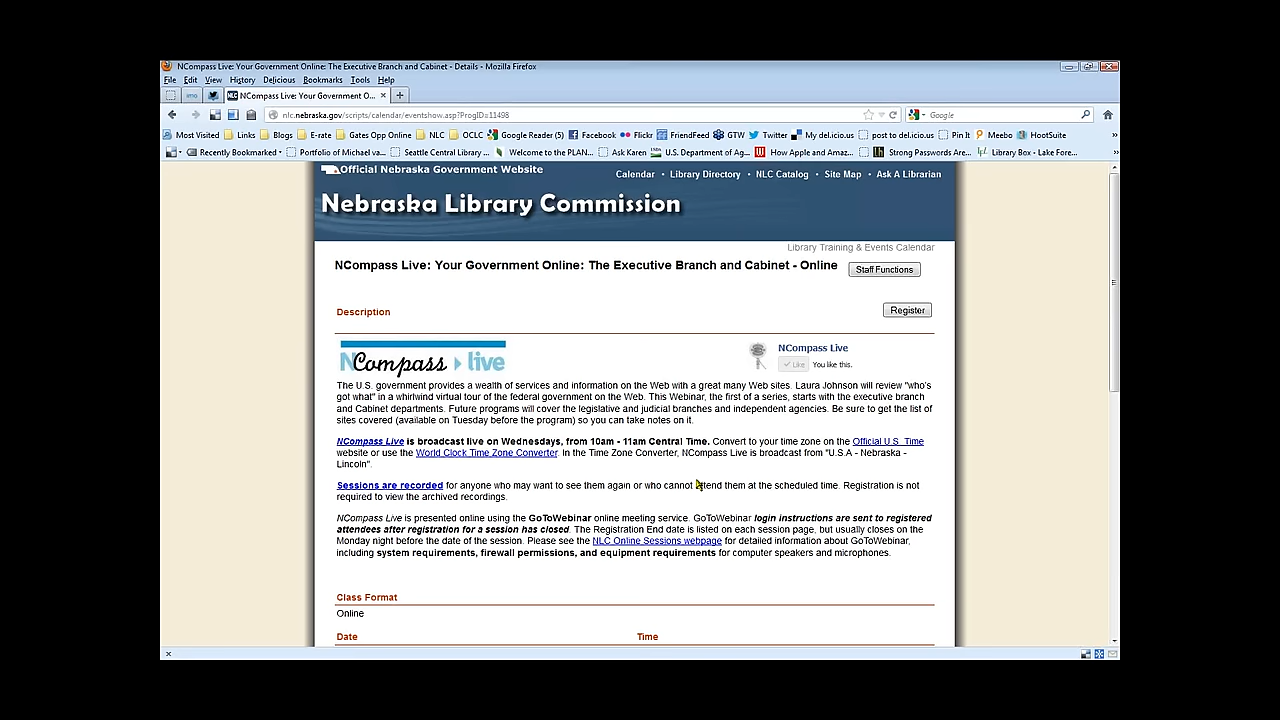 NCompass Live: Your Government Online: The Executive Branch and Cabinet - Details - Mozilla Firefox
File Edit View History Delicious Bookmarks Tools Help
imo NLC NCompass Live: Your Government O... × +
nlc.nebraska.gov/scripts/calendar/eventshow.asp?ProgID=11498 Google
Most Visited Links Blogs E-rate Gates Opp Online NLC OCLC Google Reader (5) Facebook Flickr FriendFeed GTW Twitter My del.icio.us post to del.icio.us Pin It Meebo HootSuite
Recently Bookmarked Portfolio of Michael va... Seattle Central Library ... Welcome to the PLAN... Ask Karen U.S. Department of Ag... How Apple and Amaz... Strong Passwords Are... Library Box - Lake Fore... »
Official Nebraska Government Website
Calendar • Library Directory • NLC Catalog • Site Map • Ask A Librarian
Nebraska Library Commission
Library Training & Events Calendar
NCompass Live: Your Government Online: The Executive Branch and Cabinet - Online Staff Functions
Description Register
NCompass live
NCompass Live
Like You like this.
The U.S. government provides a wealth of services and information on the Web with a great many Web sites. Laura Johnson will review "who's
got what" in a whirlwind virtual tour of the federal government on the Web. This Webinar, the first of a series, starts with the executive branch
and Cabinet departments. Future programs will cover the legislative and judicial branches and independent agencies. Be sure to get the list of
sites covered (available on Tuesday before the program) so you can take notes on it.
NCompass Live is broadcast live on Wednesdays, from 10am - 11am Central Time. Convert to your time zone on the Official U.S. Time
website or use the World Clock Time Zone Converter. In the Time Zone Converter, NCompass Live is broadcast from "U.S.A - Nebraska -
Lincoln".
Sessions are recorded for anyone who may want to see them again or who cannot attend them at the scheduled time. Registration is not
required to view the archived recordings.
NCompass Live is presented online using the GoToWebinar online meeting service. GoToWebinar login instructions are sent to registered
attendees after registration for a session has closed. The Registration End date is listed on each session page, but usually closes on the
Monday night before the date of the session. Please see the NLC Online Sessions webpage for detailed information about GoToWebinar,
including system requirements, firewall permissions, and equipment requirements for computer speakers and microphones.
Class Format
Online
Date Time